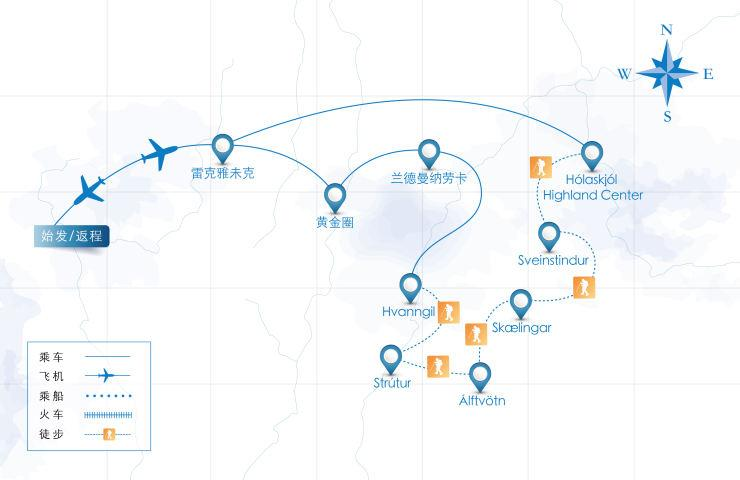 N
W
E
S
雷克雅未克
兰德曼纳劳卡
Hólaskjól
Highland Center
黄金圈
始发/返程
Sveinstindur
Hvanngil
Skælingar
Strútur
Álftvötn
乘车
飞机
乘船
火车
徒步